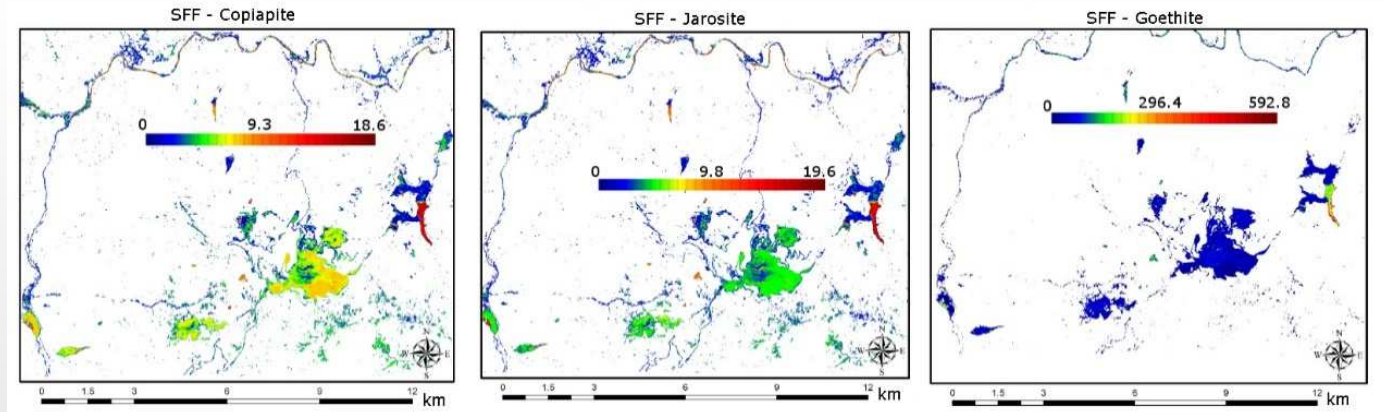 SFF - Copiapite
0 9.3 18.6
N
W E
S
0 1.5 3 6 9 12 km
SFF - Jarosite
0 9.8 19.6
N
W E
S
0 1.5 3 6 9 12 km
SFF - Goethite
0 296.4 592.8
N
W E
S
0 1.5 3 6 9 12 km